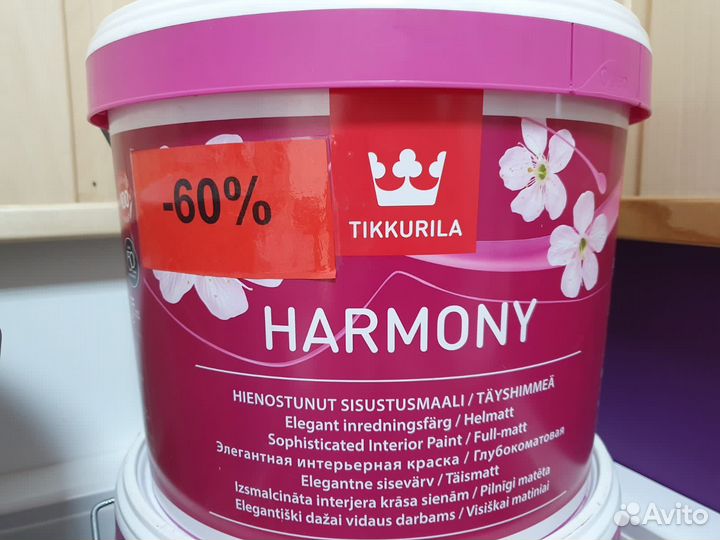 -60%
TIKKURILA
HARMONY
HIENOSTUNUT SISUSTUSMAALI / TÄYSHIMMEÄ
Elegant inredningsfärg / Helmatt
Sophisticated Interior Paint / Full-matt
Элегантная интерьерная краска / Глубокоматовая
Elegantne sisevärv / Täismatt
Izsmalcināta interjera krāsa sienām / Pilnīgi matēta
Elegantiški dažai vidaus darbams / Visiškai matiniai
Avito